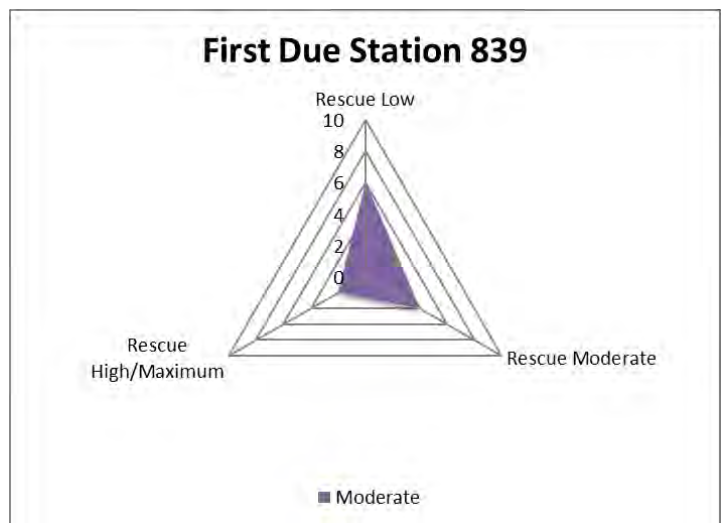 First Due Station 839
Rescue Low
10
8
6
4
2
0
Rescue
High/Maximum
Rescue Moderate
Moderate